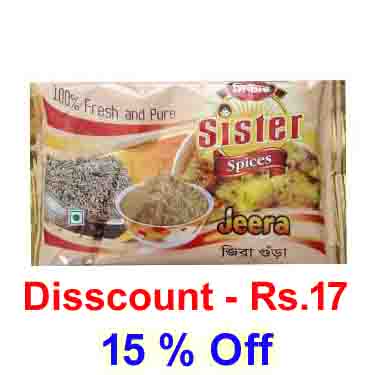 100% Fresh and Pure
Sister
Spices
Jeera
জিরা গুঁড়া
Disscount - Rs.17
15 % Off